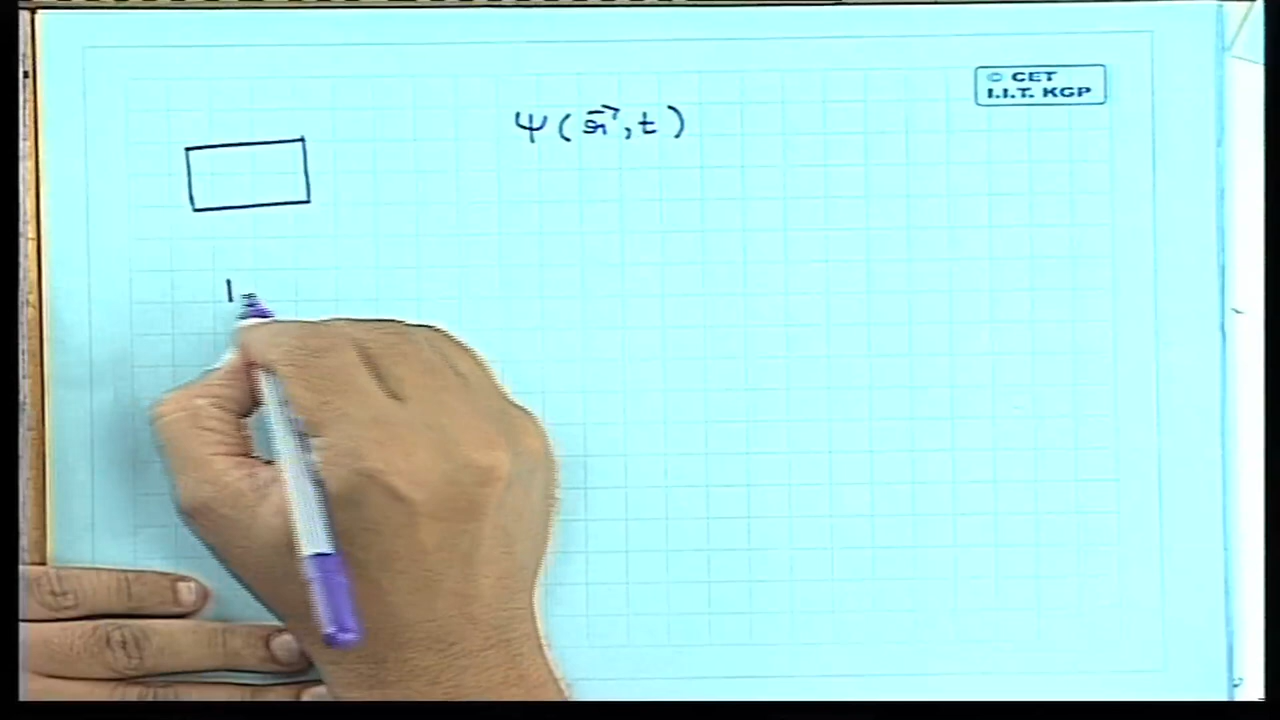 © CET
I.I.T. KGP
Ψ(r⃗,t)